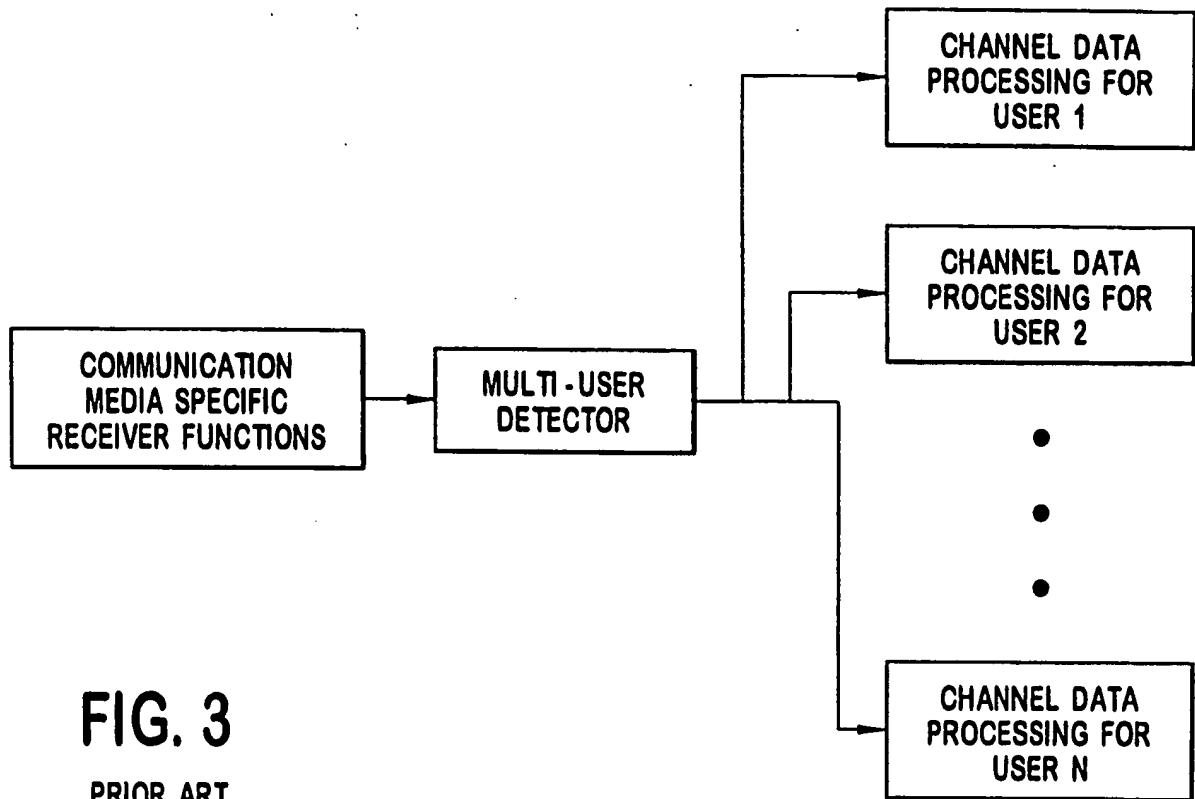 CHANNEL DATA
PROCESSING FOR
USER 1
CHANNEL DATA
PROCESSING FOR
USER 2
COMMUNICATION
MEDIA SPECIFIC
RECEIVER FUNCTIONS
MULTI-USER
DETECTOR
CHANNEL DATA
PROCESSING FOR
USER N
FIG. 3
PRIOR ART